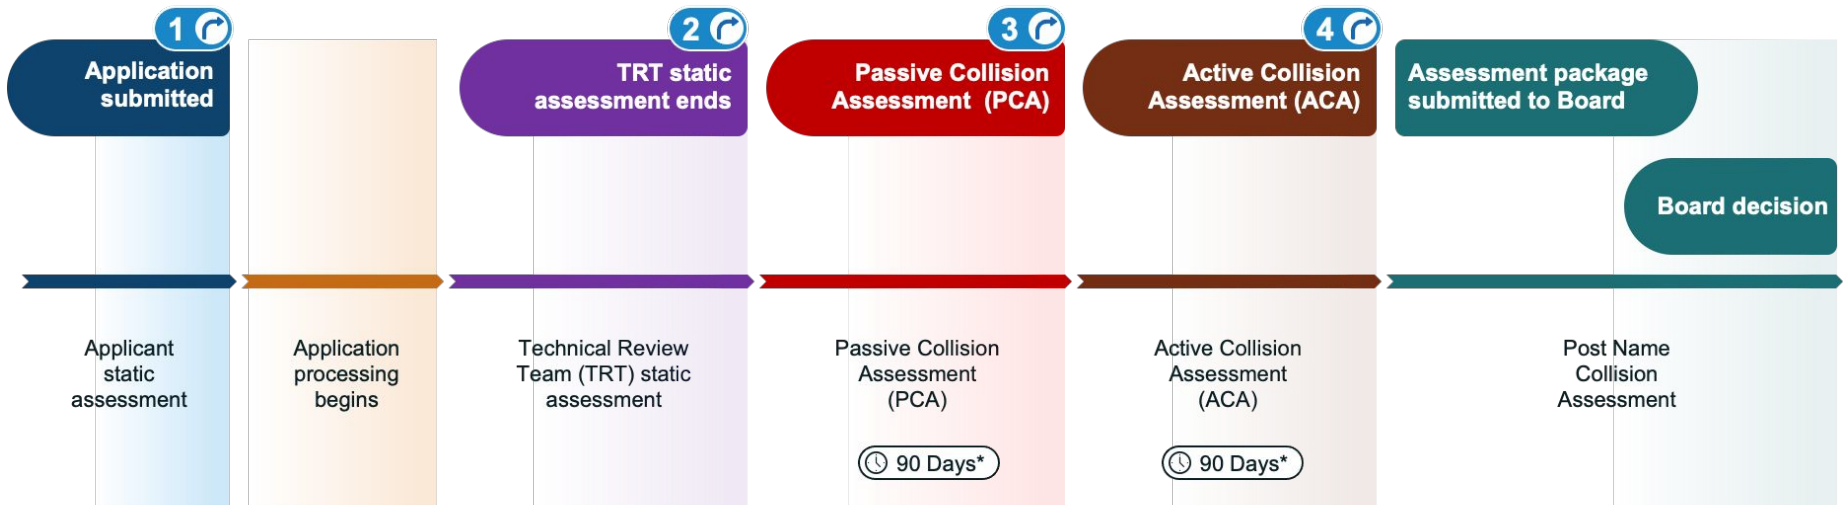 1
Application
submitted
2
TRT static
assessment ends
3
Passive Collision
Assessment (PCA)
4
Active Collision
Assessment (ACA)
Assessment package
submitted to Board
Board decision
Applicant
static
assessment
Application
processing
begins
Technical Review
Team (TRT) static
assessment
Passive Collision
Assessment
(PCA)
90 Days*
Active Collision
Assessment
(ACA)
90 Days*
Post Name
Collision
Assessment